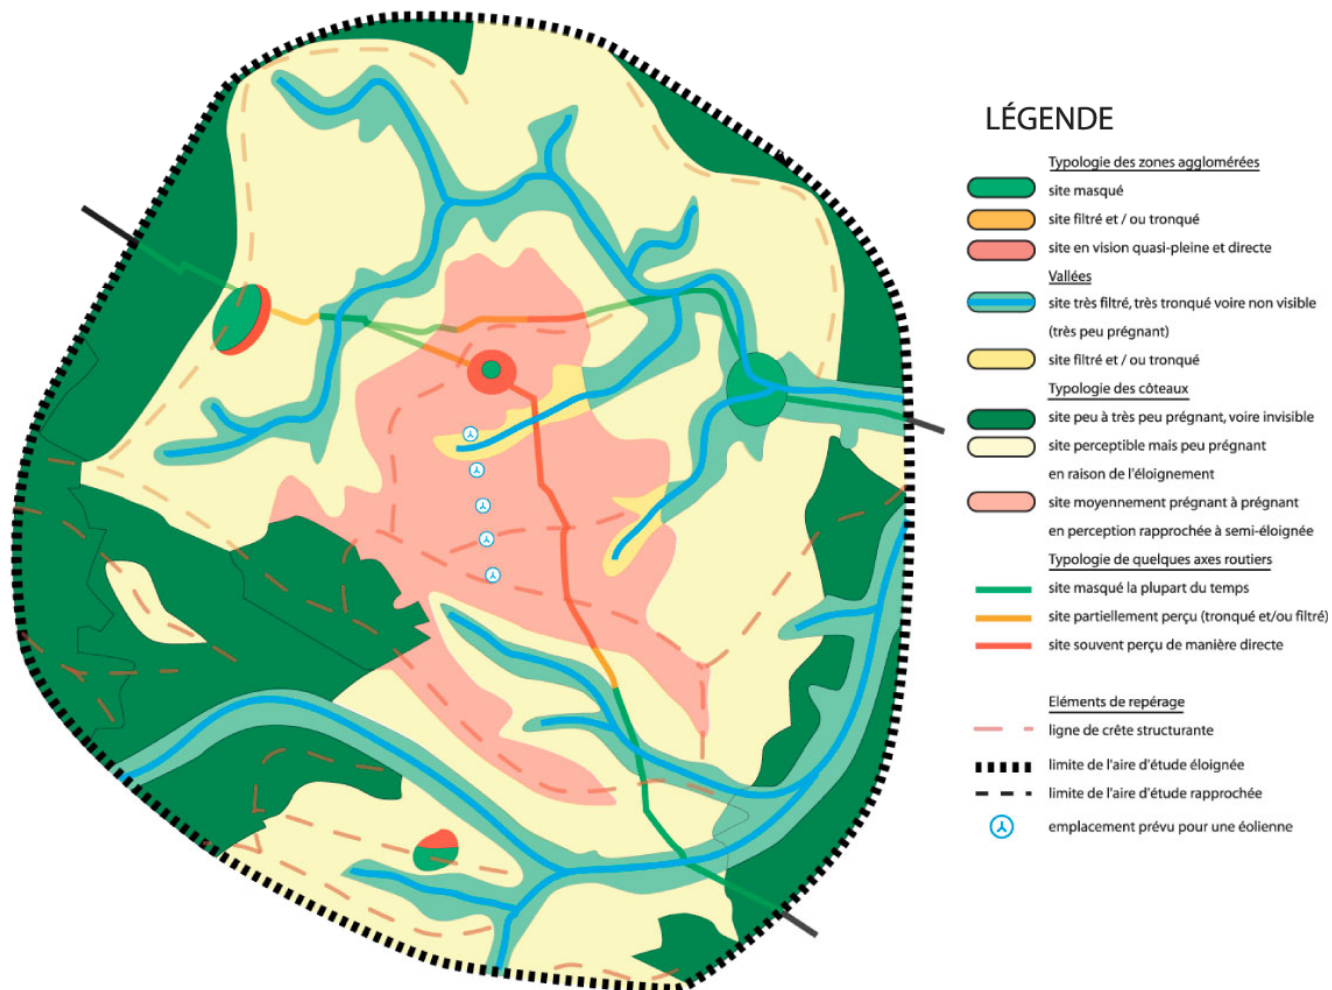 LÉGENDE
Typologie des zones agglomérées
site masqué
site filtré et / ou tronqué
site en vision quasi-pleine et directe
Vallées
site très filtré, très tronqué voire non visible
(très peu prégnant)
site filtré et / ou tronqué
Typologie des côteaux
site peu à très peu prégnant, voire invisible
site perceptible mais peu prégnant
en raison de l'éloignement
site moyennement prégnant à prégnant
en perception rapprochée à semi-éloignée
Typologie de quelques axes routiers
site masqué la plupart du temps
site partiellement perçu (tronqué et/ou filtré)
site souvent perçu de manière directe
Eléments de repérage
ligne de crête structurante
limite de l'aire d'étude éloignée
limite de l'aire d'étude rapprochée
emplacement prévu pour une éolienne